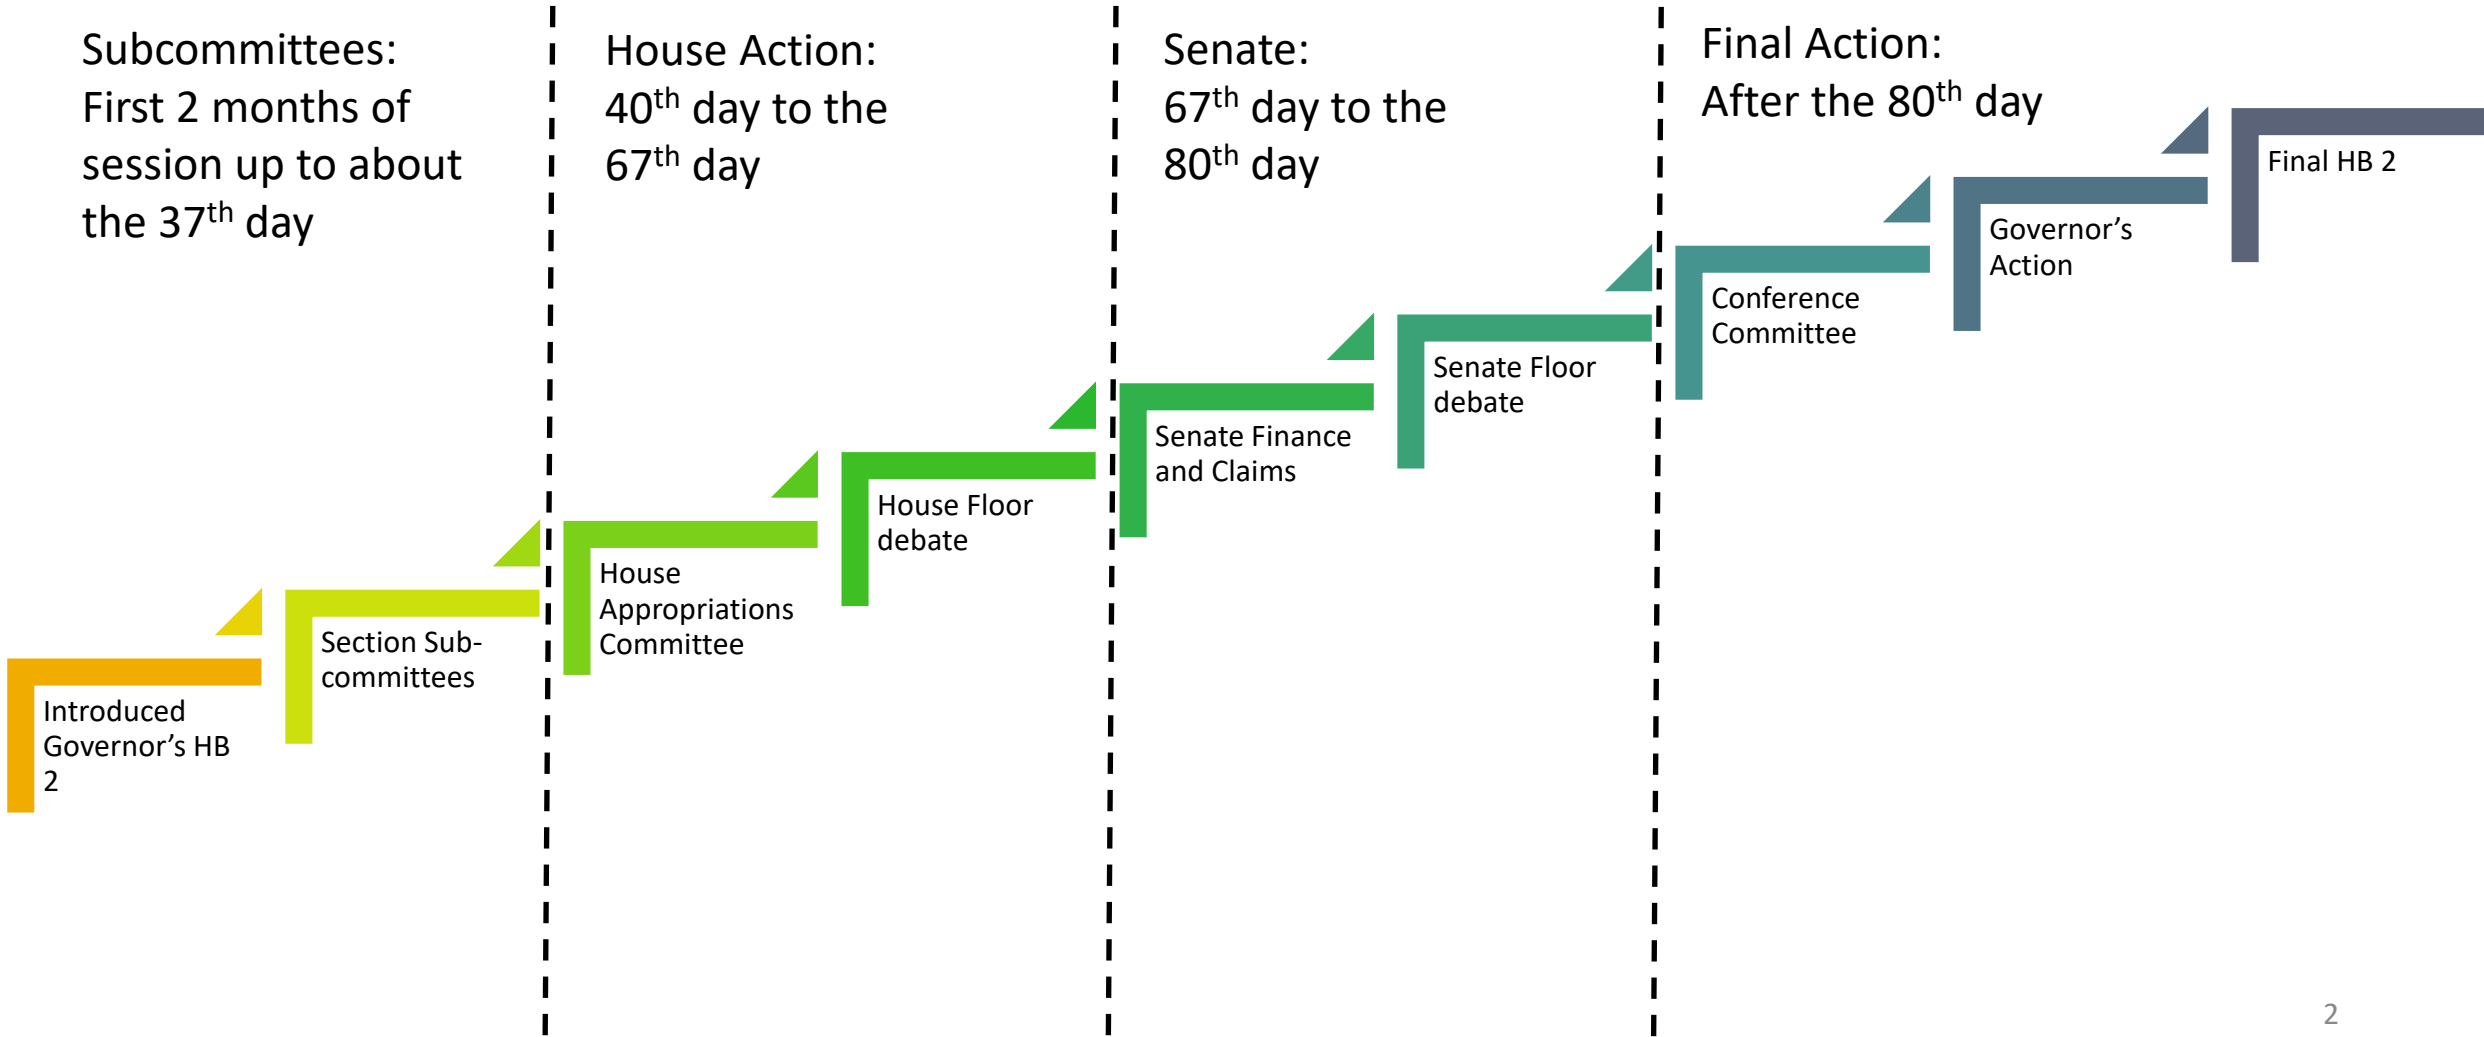 Subcommittees:
First 2 months of
session up to about
the 37th day
House Action:
40th day to the
67th day
Senate:
67th day to the
80th day
Final Action:
After the 80th day
Introduced
Governor’s HB
2
Section Sub-
committees
House
Appropriations
Committee
House Floor
debate
Senate Finance
and Claims
Senate Floor
debate
Conference
Committee
Governor’s
Action
Final HB 2
2